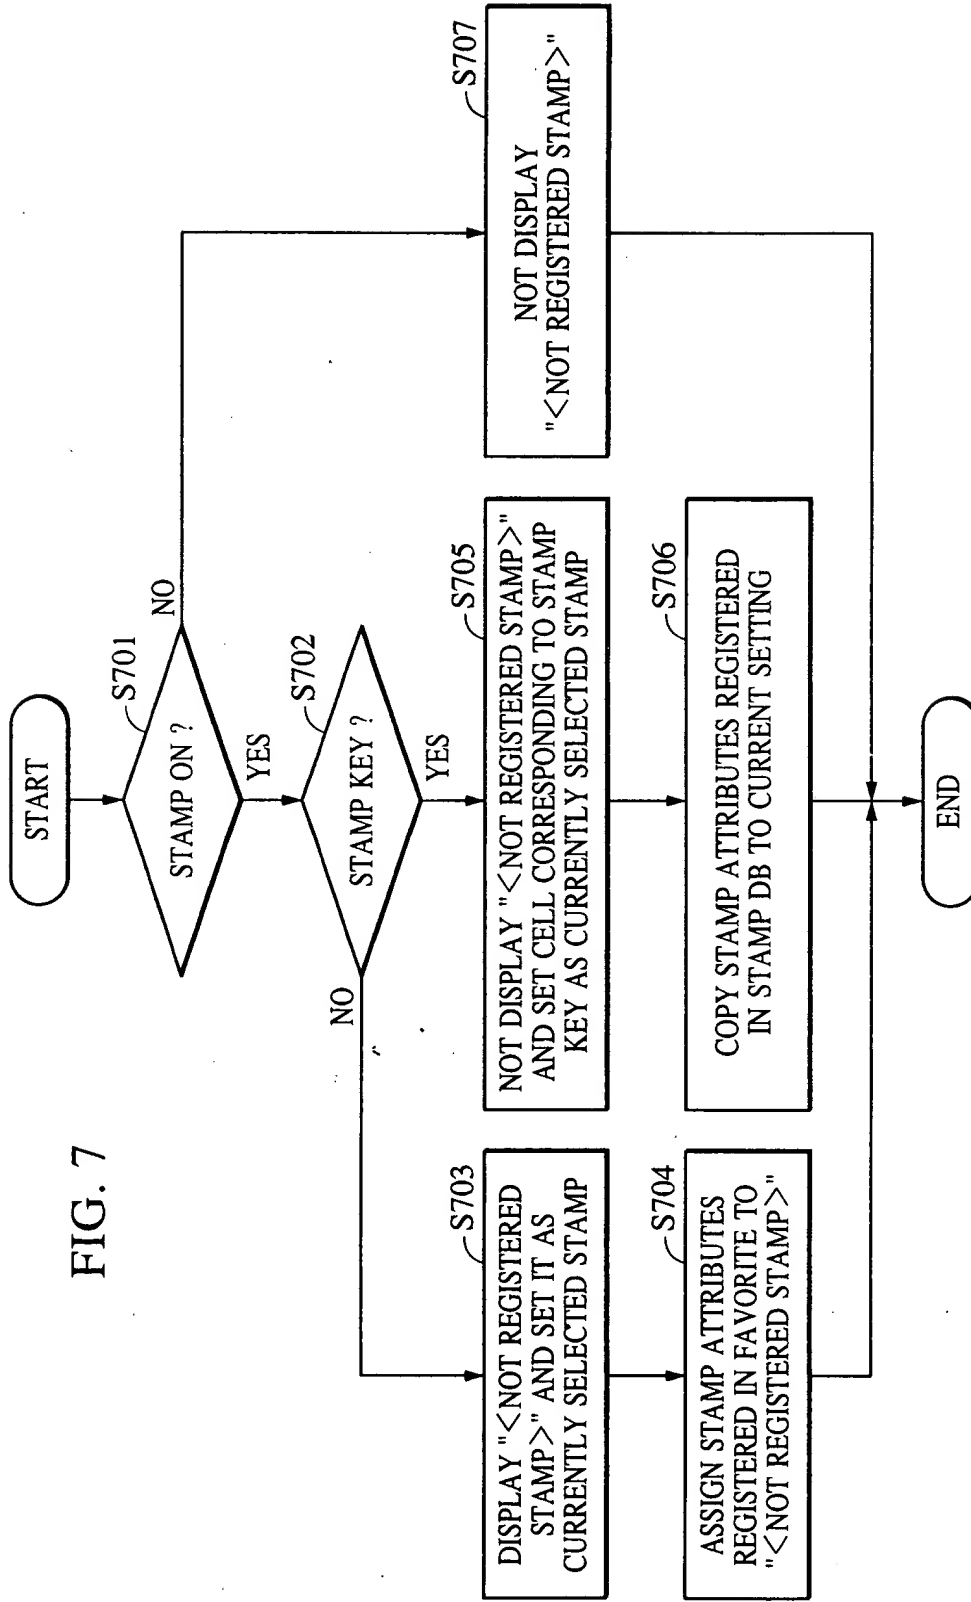 FIG. 7
START
STAMP ON ?
S701
NO
YES
STAMP KEY ?
S702
NO
YES
S703
DISPLAY "<NOT REGISTERED
STAMP>" AND SET IT AS
CURRENTLY SELECTED STAMP
S704
ASSIGN STAMP ATTRIBUTES
REGISTERED IN FAVORITE TO
"<NOT REGISTERED STAMP>"
S705
NOT DISPLAY "<NOT REGISTERED STAMP>"
AND SET CELL CORRESPONDING TO STAMP
KEY AS CURRENTLY SELECTED STAMP
S706
COPY STAMP ATTRIBUTES REGISTERED
IN STAMP DB TO CURRENT SETTING
S707
NOT DISPLAY
"<NOT REGISTERED STAMP>"
END